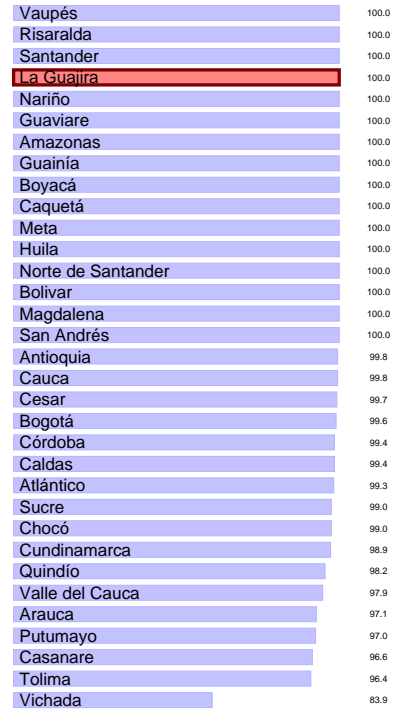 Vaupés 100.0
Risaralda 100.0
Santander 100.0
La Guajira 100.0
Nariño 100.0
Guaviare 100.0
Amazonas 100.0
Guainía 100.0
Boyacá 100.0
Caquetá 100.0
Meta 100.0
Huila 100.0
Norte de Santander 100.0
Bolivar 100.0
Magdalena 100.0
San Andrés 100.0
Antioquia 99.8
Cauca 99.8
Cesar 99.7
Bogotá 99.6
Córdoba 99.4
Caldas 99.4
Atlántico 99.3
Sucre 99.0
Chocó 99.0
Cundinamarca 98.9
Quindío 98.2
Valle del Cauca 97.9
Arauca 97.1
Putumayo 97.0
Casanare 96.6
Tolima 96.4
Vichada 83.9